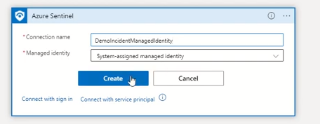 Azure Sentinel
* Connection name
DemoIncidentManagedIdentity
* Managed identity
System-assigned managed identity
Create
Cancel
Connect with sign in
Connect with service principal